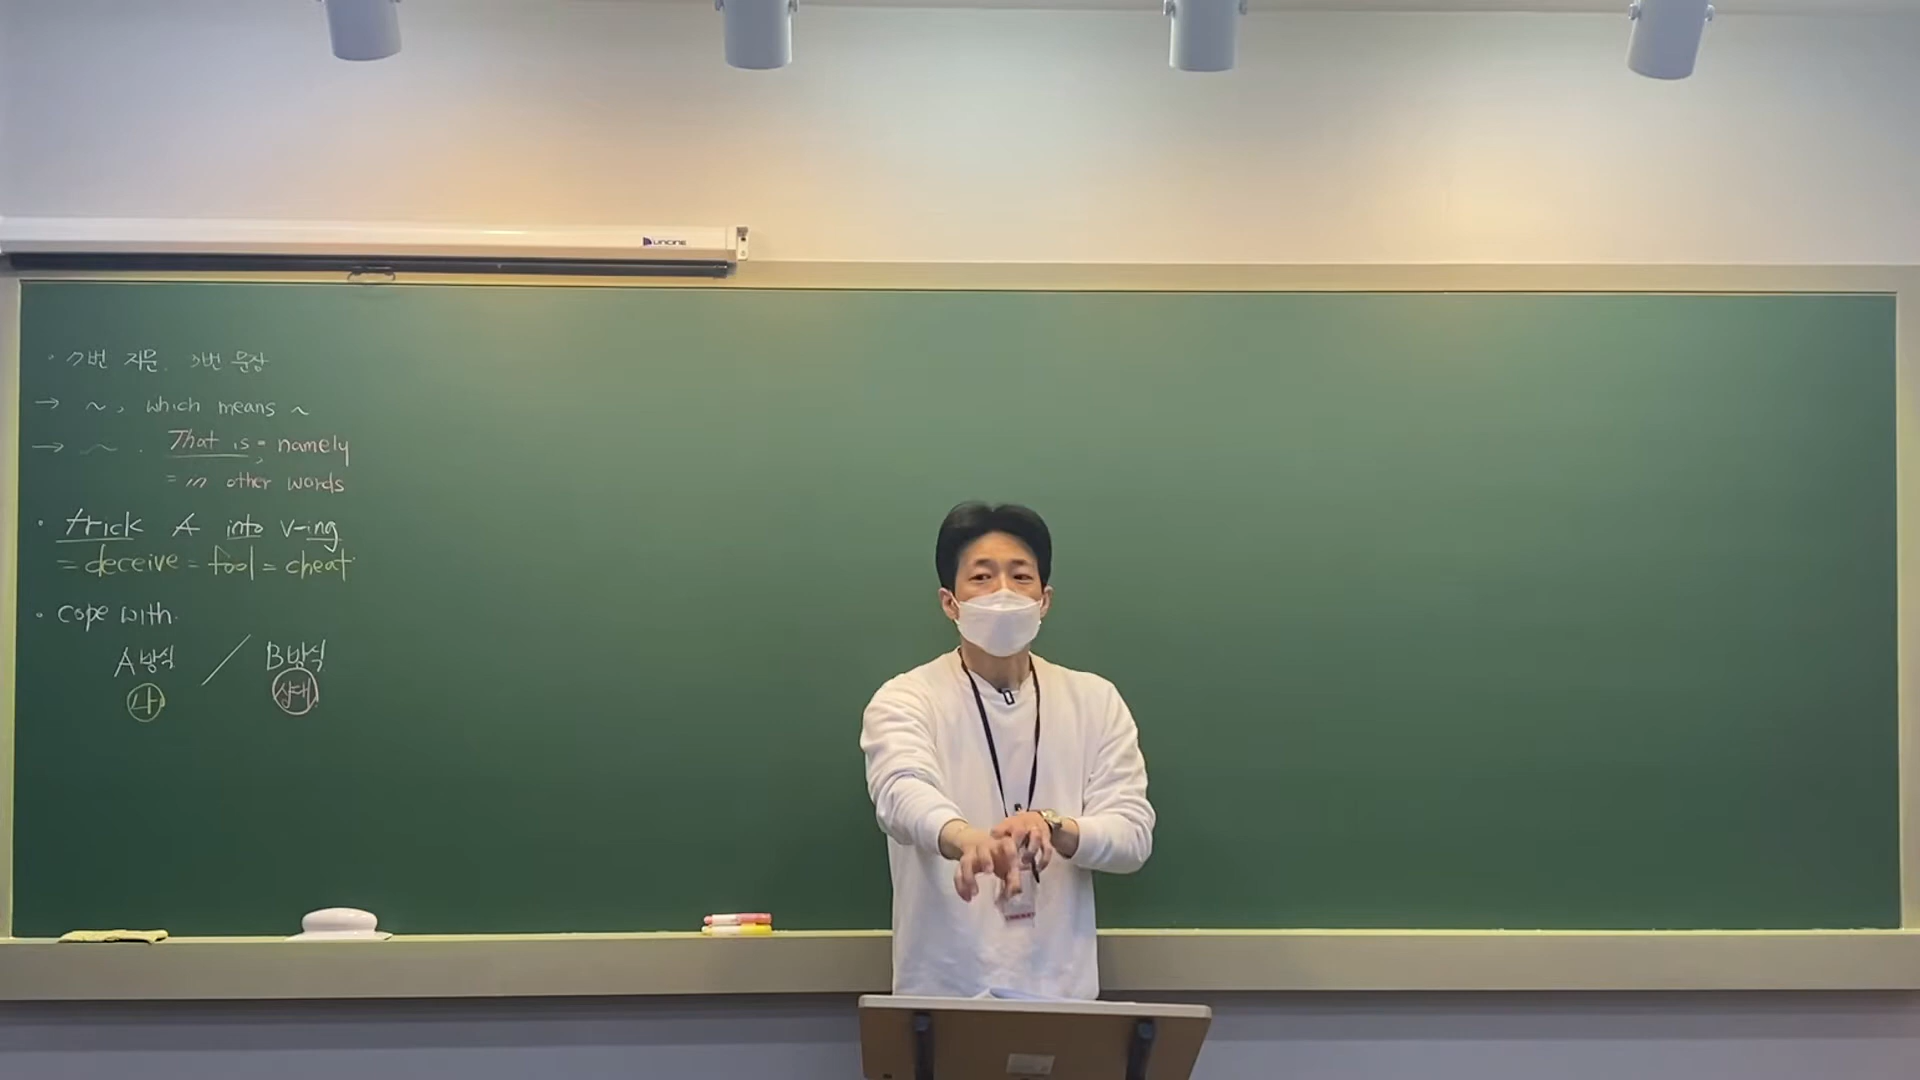 UNCINE
· 7번 지문. 3번 문장
→ ~, which means ~
→ ~. That is, = namely
= in other words
· trick A into v-ing
= deceive = fool = cheat
· cope with.
A방식 / B방식
나 상대